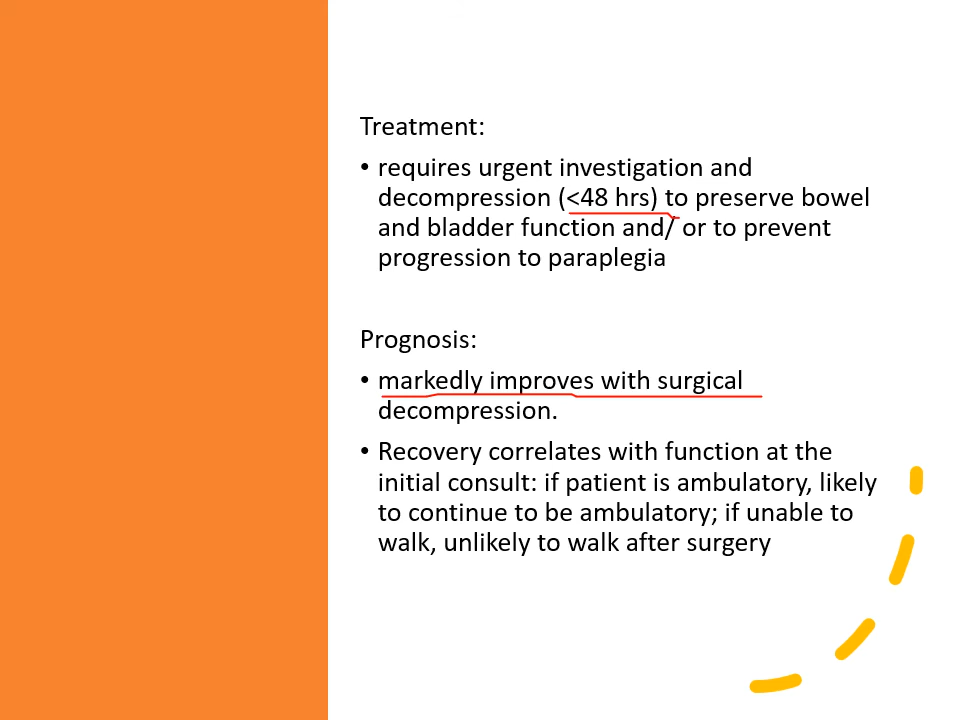 Treatment:
• requires urgent investigation and
decompression (<48 hrs) to preserve bowel
and bladder function and/ or to prevent
progression to paraplegia
Prognosis:
• markedly improves with surgical
decompression.
• Recovery correlates with function at the
initial consult: if patient is ambulatory, likely
to continue to be ambulatory; if unable to
walk, unlikely to walk after surgery